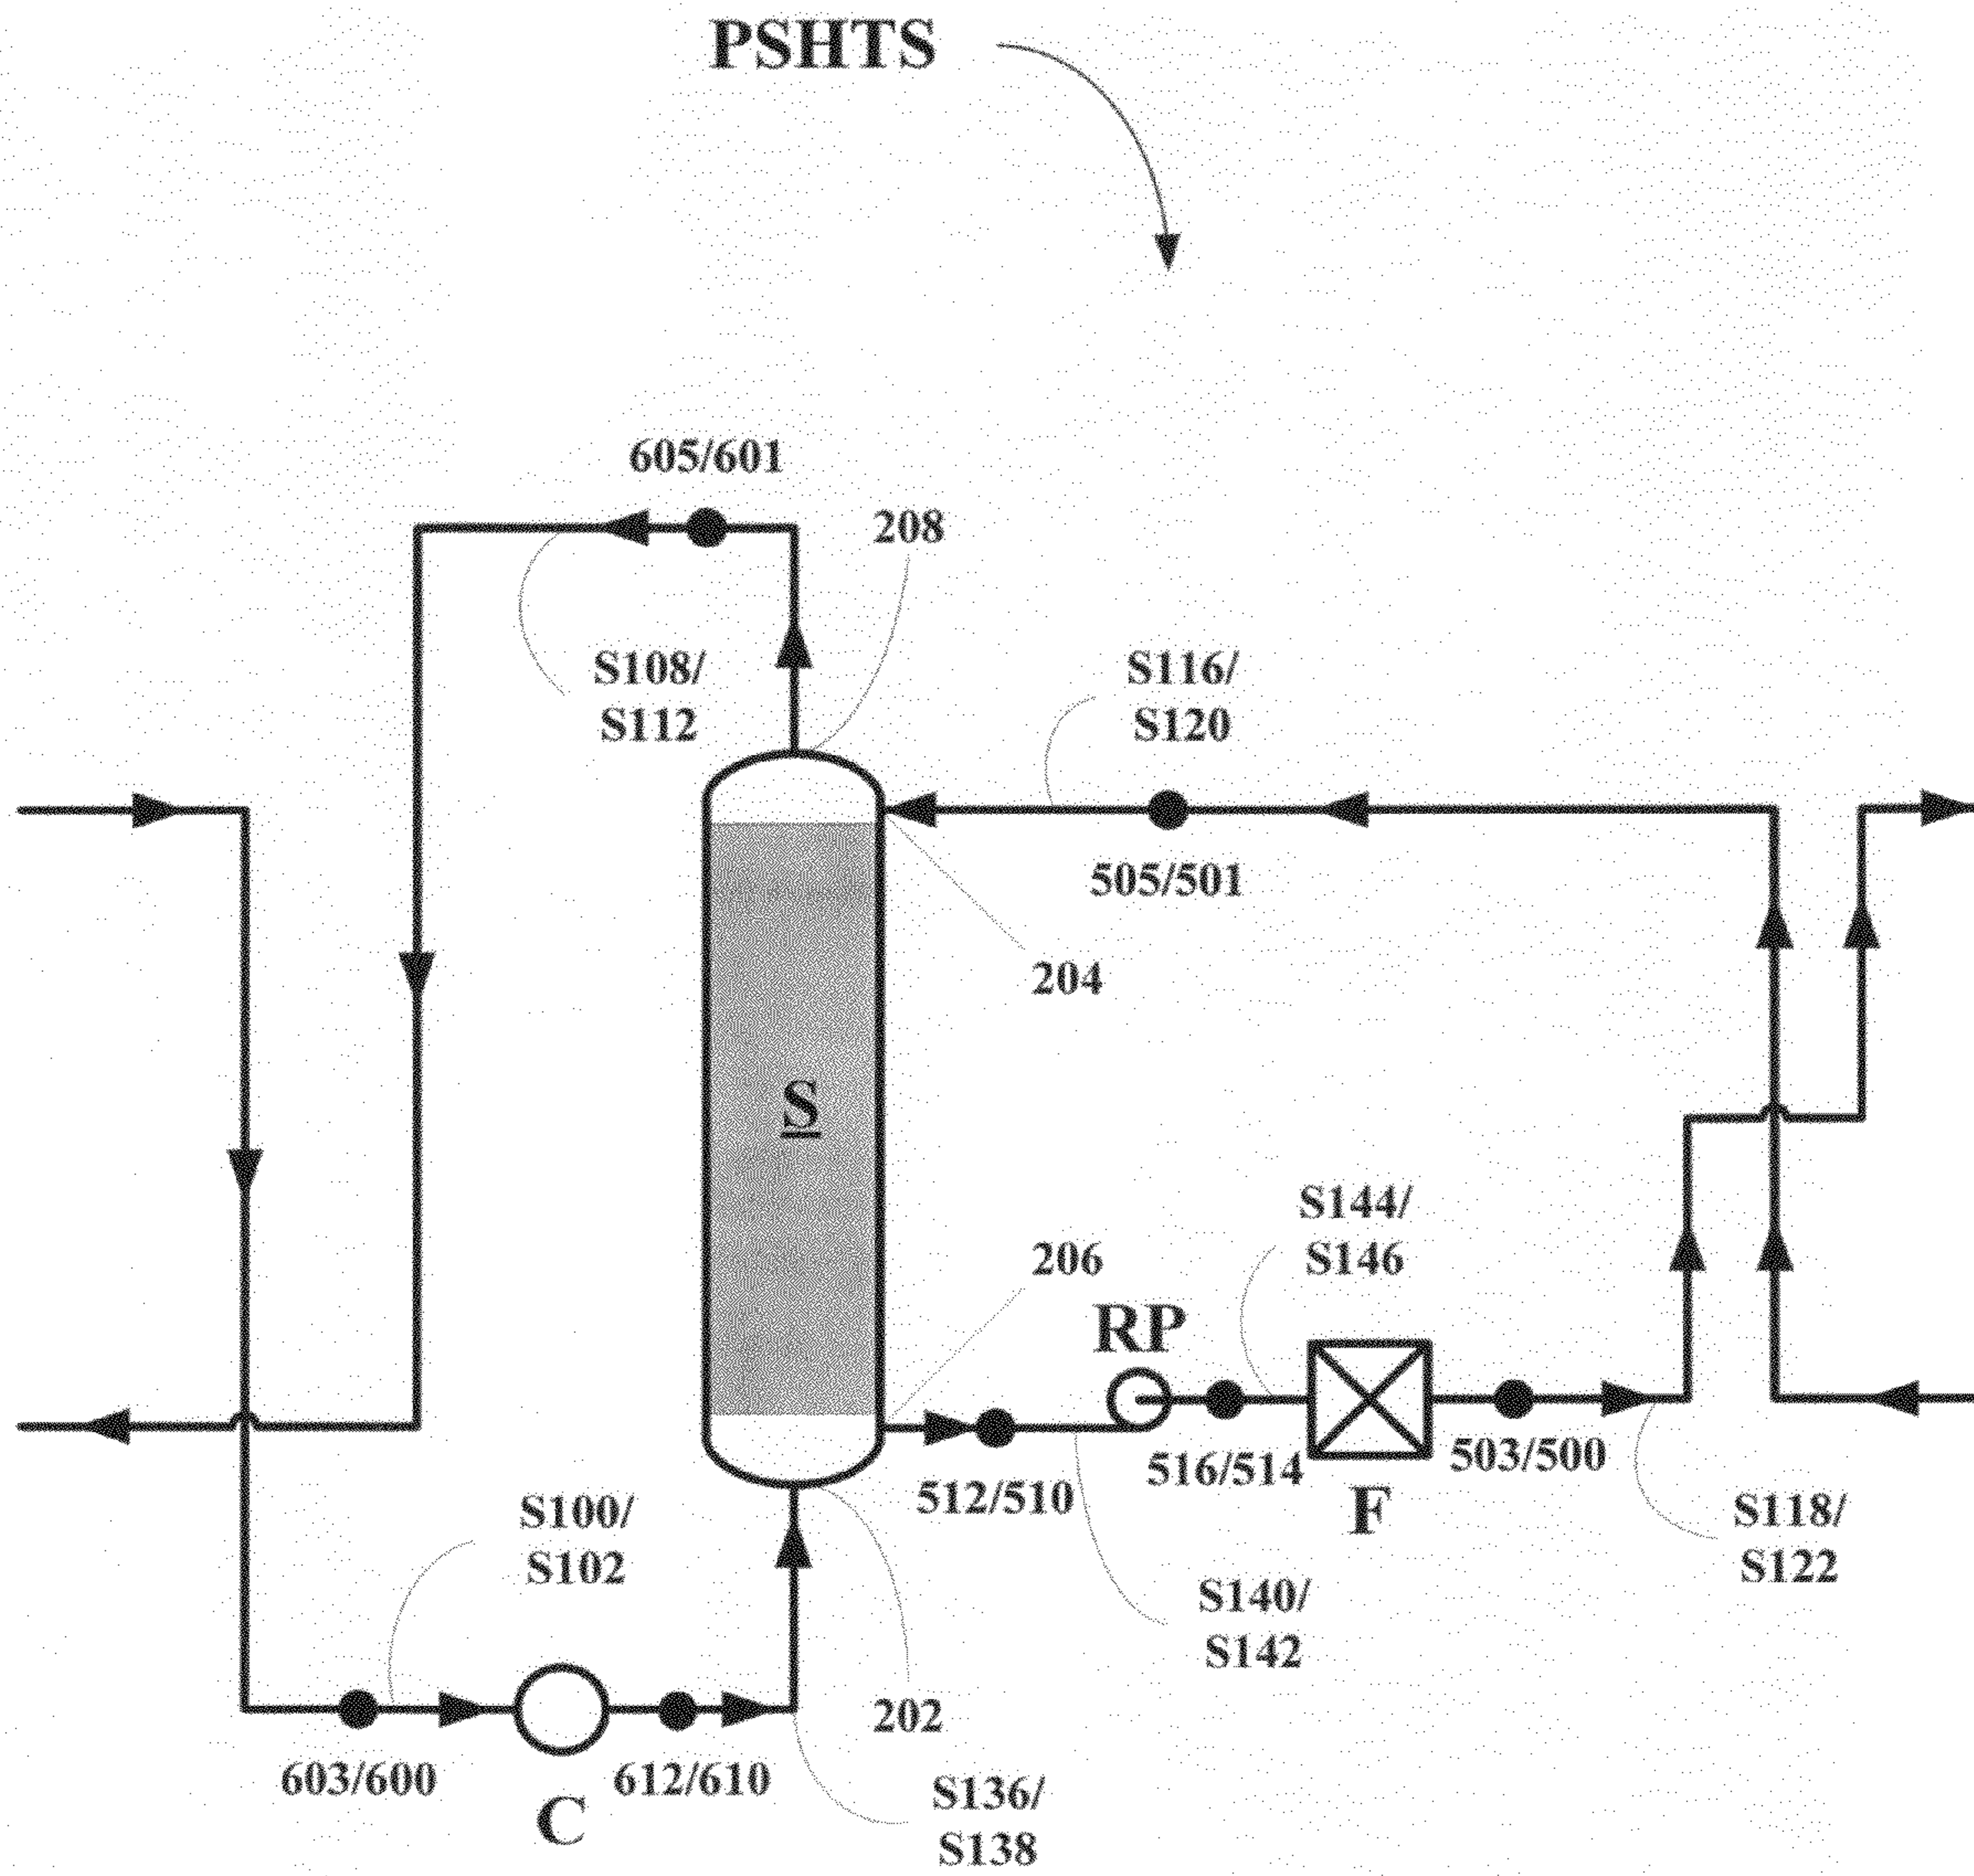 PSHTS
605/601
208
S108/
S112
S116/
S120
505/501
204
S
206
S144/
S146
RP
512/510
516/514
503/500
F
S100/
S102
S118/
S122
S140/
S142
202
603/600
612/610
C
S136/
S138